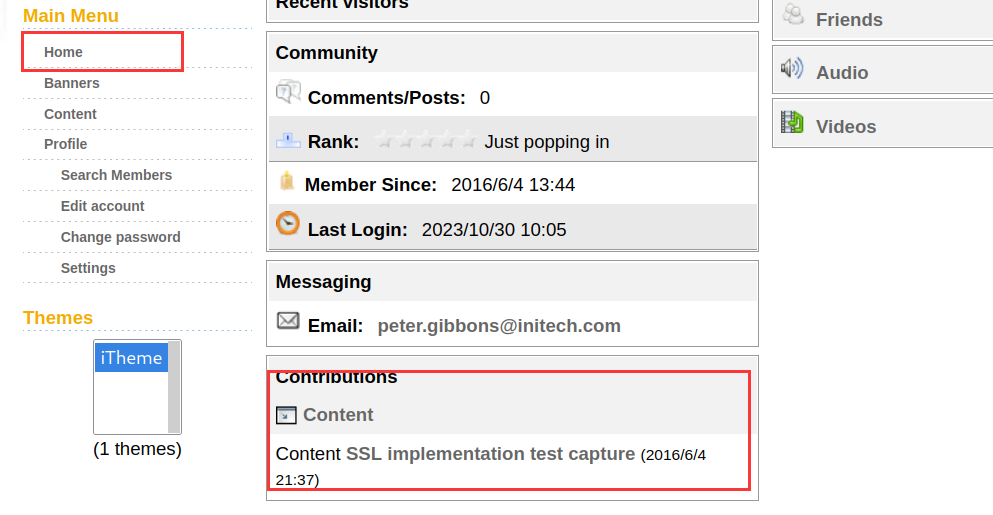 Main Menu
Home
Banners
Content
Profile
Search Members
Edit account
Change password
Settings
Themes
iTheme
(1 themes)
Recent Visitors
Community
Comments/Posts: 0
Rank: Just popping in
Member Since: 2016/6/4 13:44
Last Login: 2023/10/30 10:05
Messaging
Email: peter.gibbons@initech.com
Contributions
Content
Content SSL implementation test capture (2016/6/4
21:37)
Friends
Audio
Videos